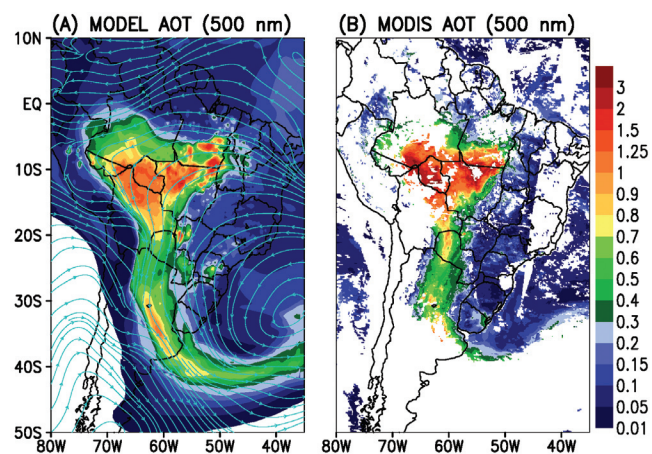 (A) MODEL AOT (500 nm)
(B) MODIS AOT (500 nm)
10N
EQ
10S
20S
30S
40S
50S
80W 70W 60W 50W 40W
80W 70W 60W 50W 40W
3
2
1.5
1.25
1
0.9
0.8
0.7
0.6
0.5
0.4
0.3
0.2
0.15
0.1
0.05
0.01